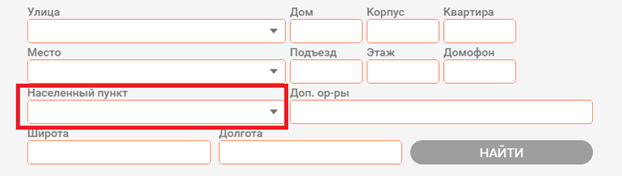 Улица Дом Корпус Квартира
Место Подъезд Этаж Домофон
Населенный пункт Доп. ор-ры
Широта Долгота
НАЙТИ